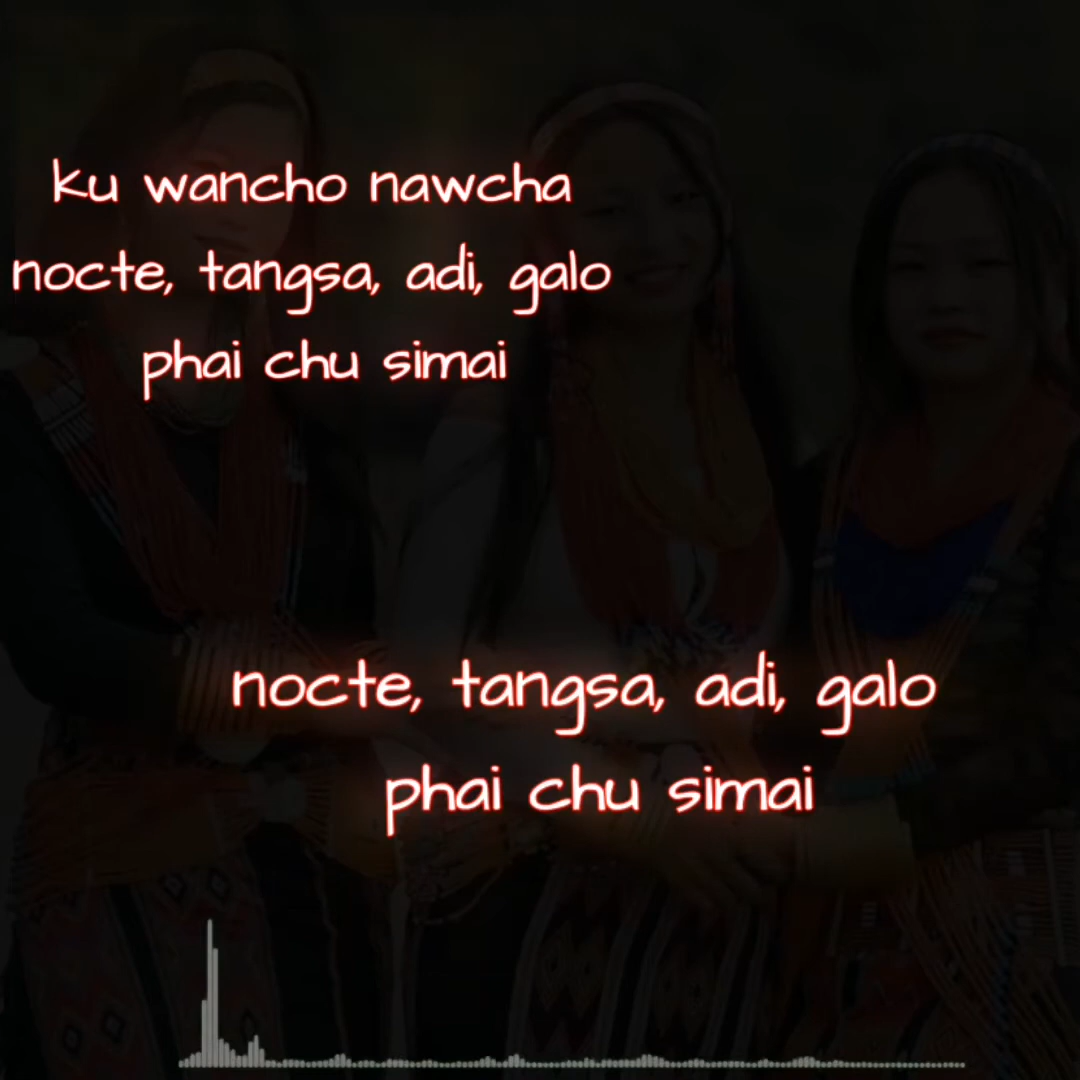 ku wancho nawcha
nocte, tangsa, adi, galo
phai chu simai
nocte, tangsa, adi, galo
phai chu simai